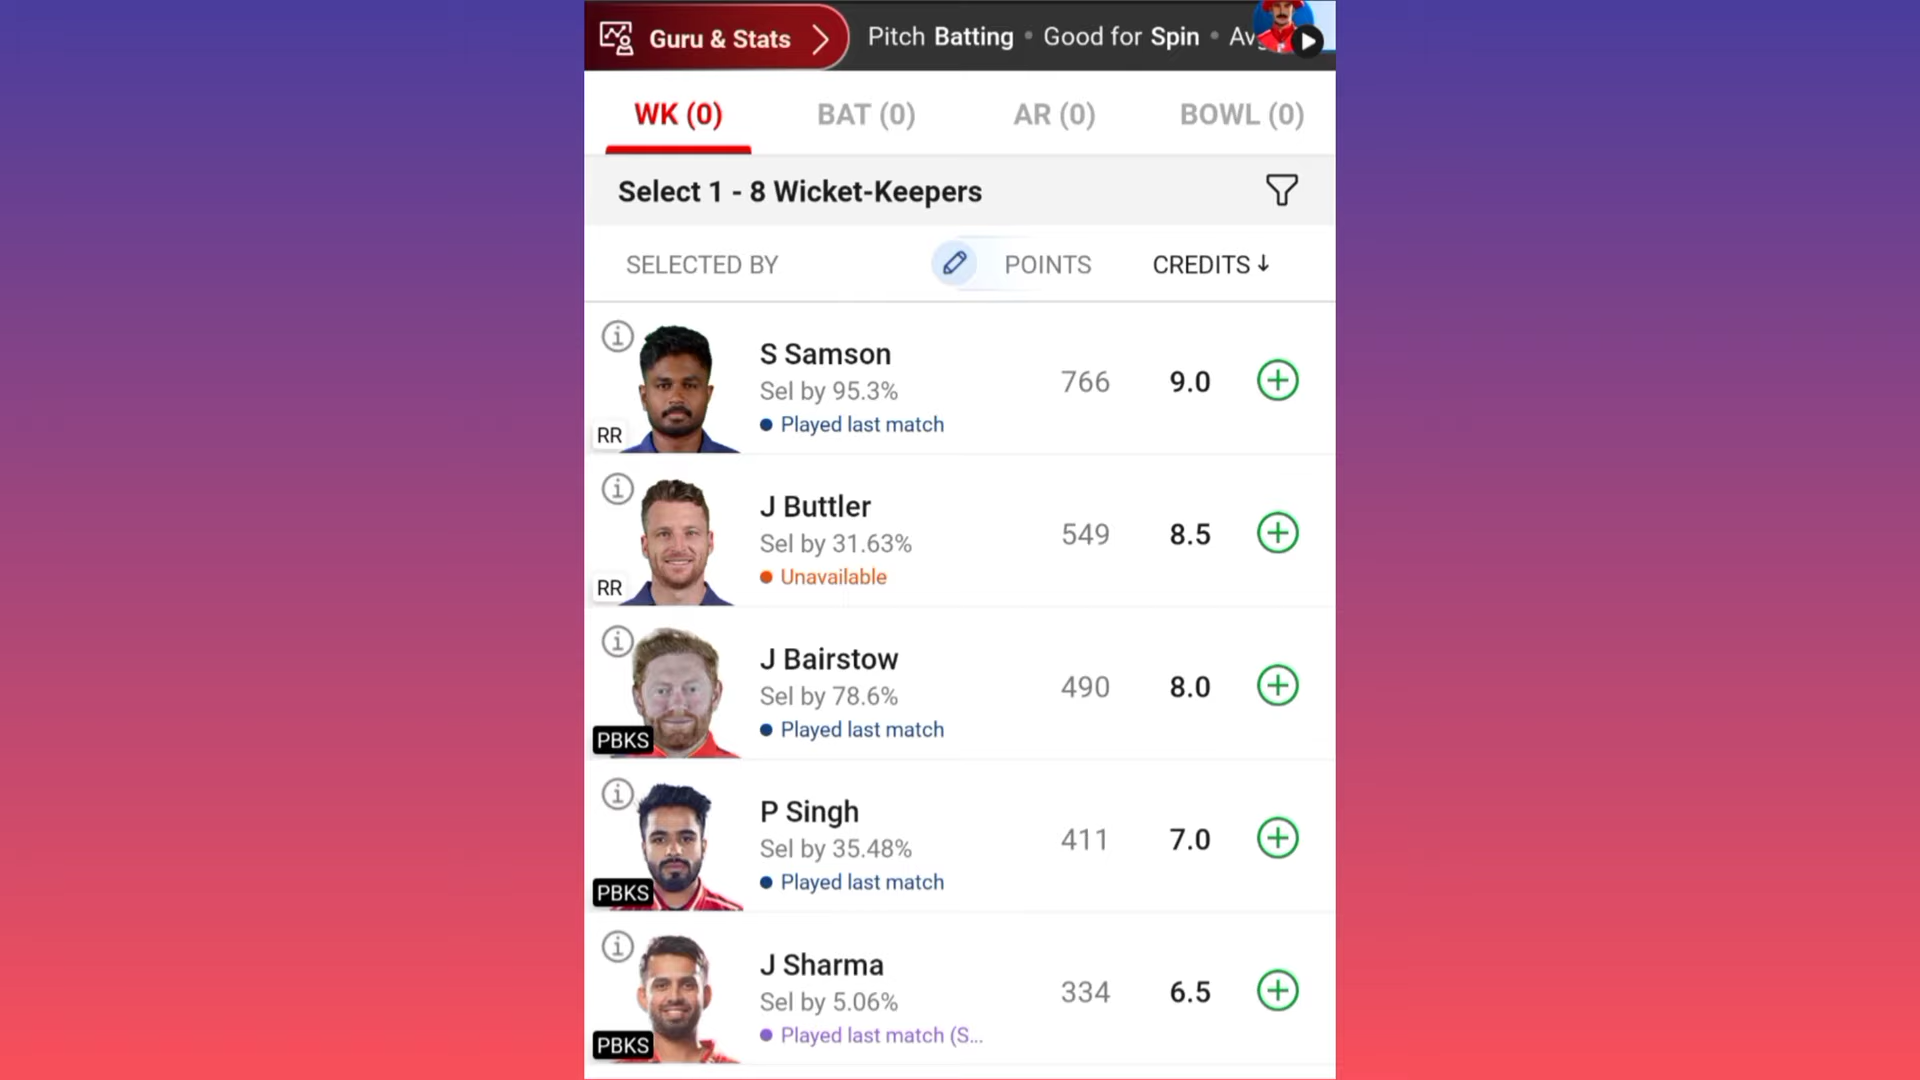 Guru & Stats
Pitch Batting • Good for Spin • Av
WK (0) BAT (0) AR (0) BOWL (0)
Select 1 - 8 Wicket-Keepers
SELECTED BY POINTS CREDITS ↓
S Samson
Sel by 95.3%
Played last match
RR
766 9.0
J Buttler
Sel by 31.63%
Unavailable
RR
549 8.5
J Bairstow
Sel by 78.6%
Played last match
PBKS
490 8.0
P Singh
Sel by 35.48%
Played last match
PBKS
411 7.0
J Sharma
Sel by 5.06%
Played last match (S...
PBKS
334 6.5